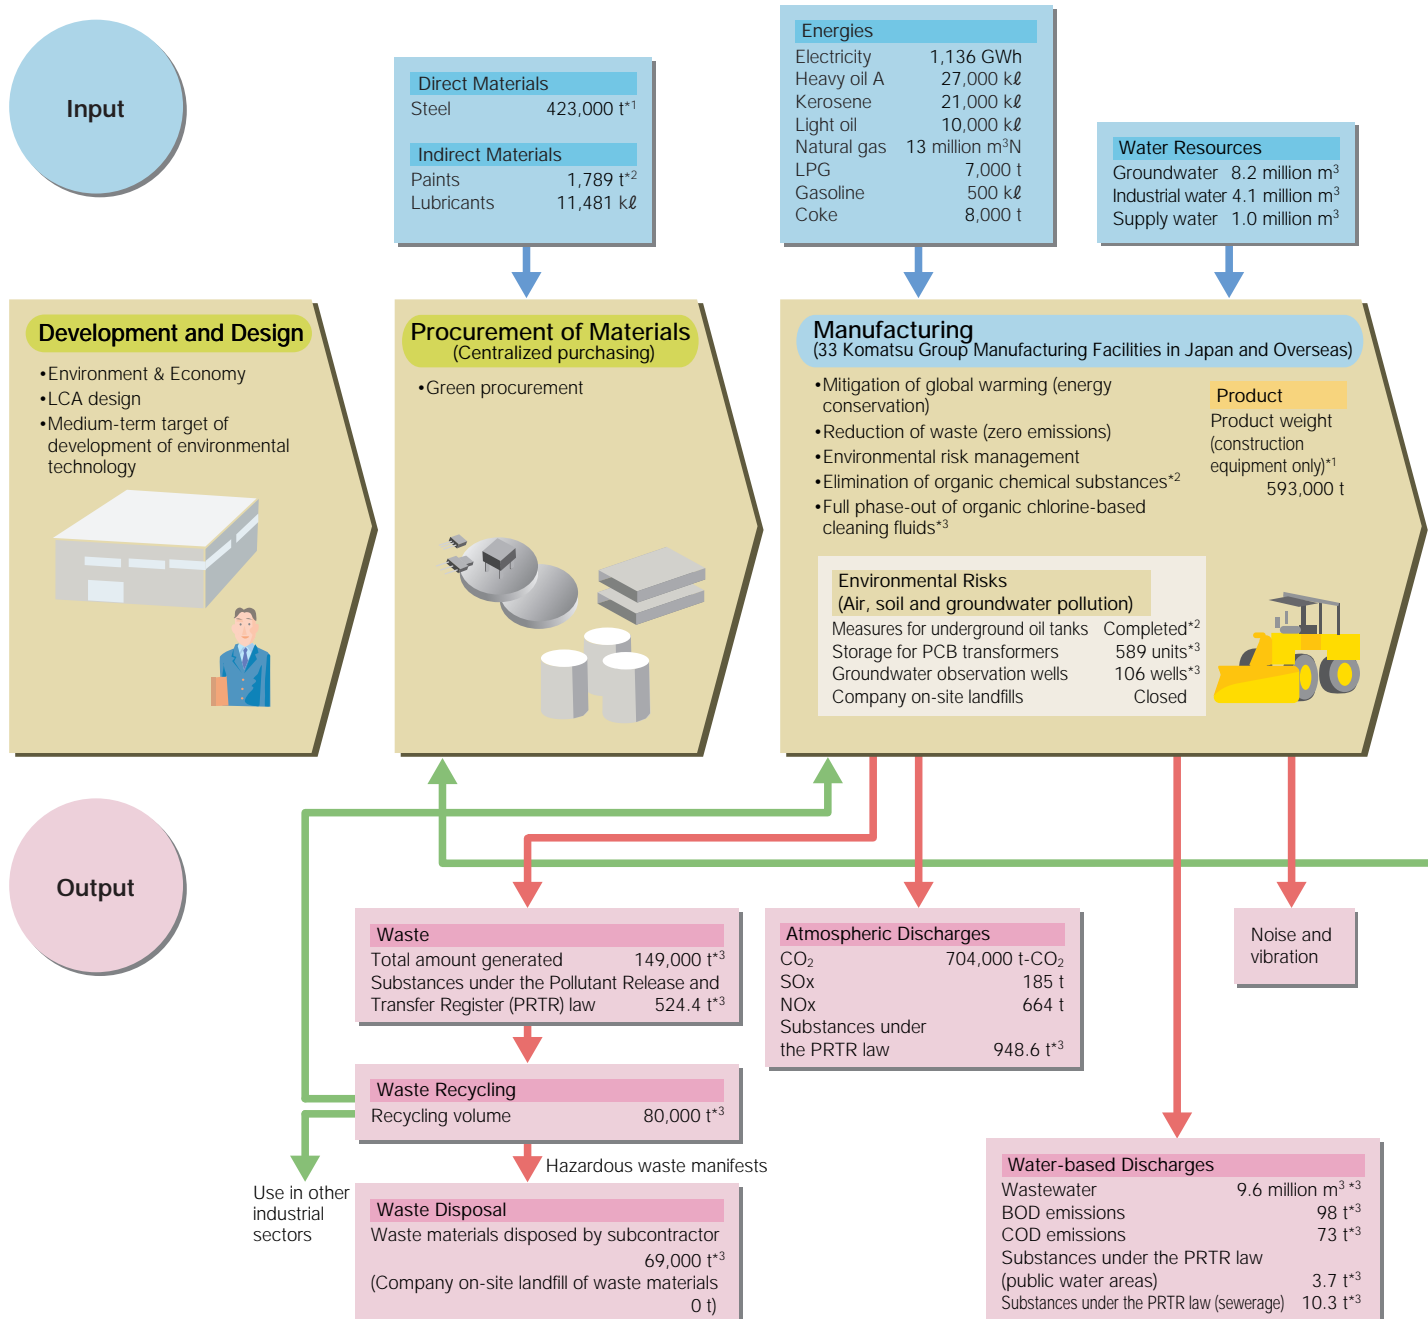 Input
Direct Materials
Steel 423,000 t*1
Indirect Materials
Paints 1,789 t*2
Lubricants 11,481 kℓ
Energies
Electricity 1,136 GWh
Heavy oil A 27,000 kℓ
Kerosene 21,000 kℓ
Light oil 10,000 kℓ
Natural gas 13 million m³N
LPG 7,000 t
Gasoline 500 kℓ
Coke 8,000 t
Water Resources
Groundwater 8.2 million m³
Industrial water 4.1 million m³
Supply water 1.0 million m³
Development and Design
•Environment & Economy
•LCA design
•Medium-term target of
development of environmental
technology
Procurement of Materials
(Centralized purchasing)
•Green procurement
Manufacturing
(33 Komatsu Group Manufacturing Facilities in Japan and Overseas)
•Mitigation of global warming (energy
conservation)
•Reduction of waste (zero emissions)
•Environmental risk management
•Elimination of organic chemical substances*2
•Full phase-out of organic chlorine-based
cleaning fluids*3
Product
Product weight
(construction
equipment only)*1
593,000 t
Environmental Risks
(Air, soil and groundwater pollution)
Measures for underground oil tanks Completed*2
Storage for PCB transformers 589 units*3
Groundwater observation wells 106 wells*3
Company on-site landfills Closed
Output
Waste
Total amount generated 149,000 t*3
Substances under the Pollutant Release and
Transfer Register (PRTR) law 524.4 t*3
Waste Recycling
Recycling volume 80,000 t*3
Hazardous waste manifests
Use in other
industrial
sectors
Waste Disposal
Waste materials disposed by subcontractor
69,000 t*3
(Company on-site landfill of waste materials
0 t)
Atmospheric Discharges
CO₂ 704,000 t-CO₂
SOx 185 t
NOx 664 t
Substances under
the PRTR law 948.6 t*3
Noise and
vibration
Water-based Discharges
Wastewater 9.6 million m³ *3
BOD emissions 98 t*3
COD emissions 73 t*3
Substances under the PRTR law
(public water areas) 3.7 t*3
Substances under the PRTR law (sewerage) 10.3 t*3